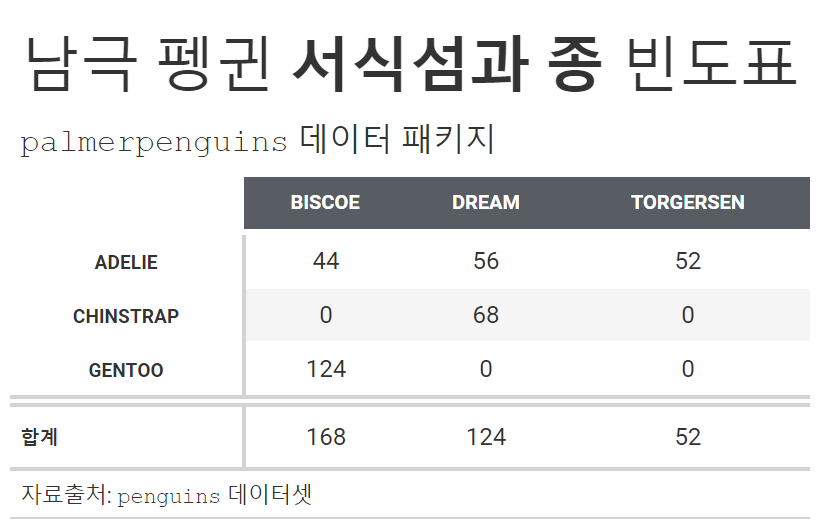 남극 펭귄 서식섬과 종 빈도표
palmerpenguins 데이터 패키지
BISCOE DREAM TORGERSEN
ADELIE 44 56 52
CHINSTRAP 0 68 0
GENTOO 124 0 0
합계 168 124 52
자료출처: penguins 데이터셋